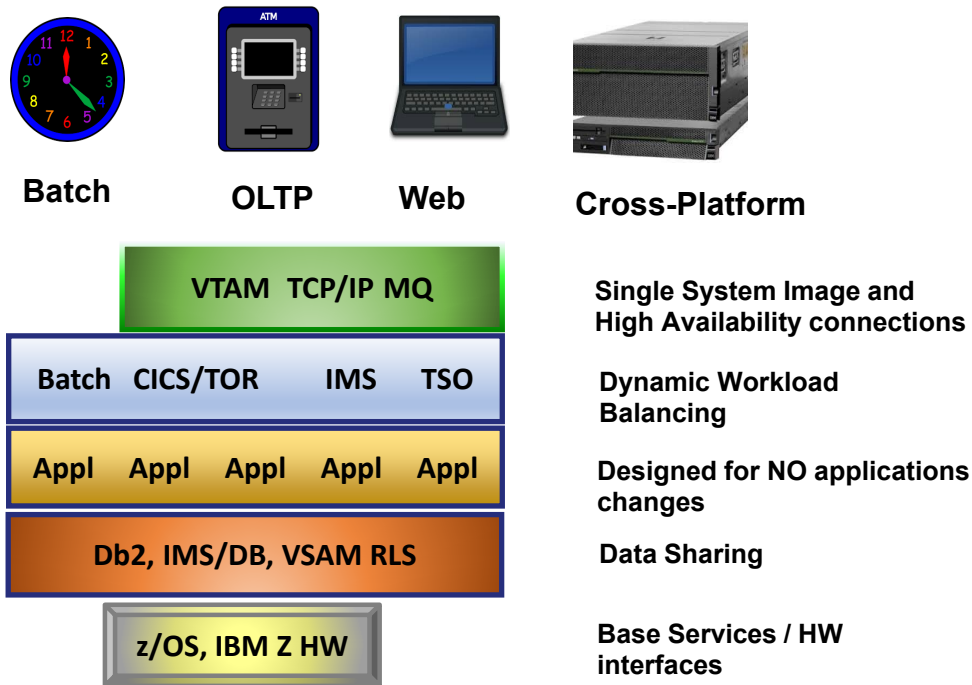 ATM
12
11 1
10 2
9 3
8 4
7 6 5
Batch
OLTP
Web
Cross-Platform
VTAM TCP/IP MQ
Single System Image and
High Availability connections
Batch CICS/TOR IMS TSO
Dynamic Workload
Balancing
Appl Appl Appl Appl Appl
Designed for NO applications
changes
Db2, IMS/DB, VSAM RLS
Data Sharing
z/OS, IBM Z HW
Base Services / HW
interfaces